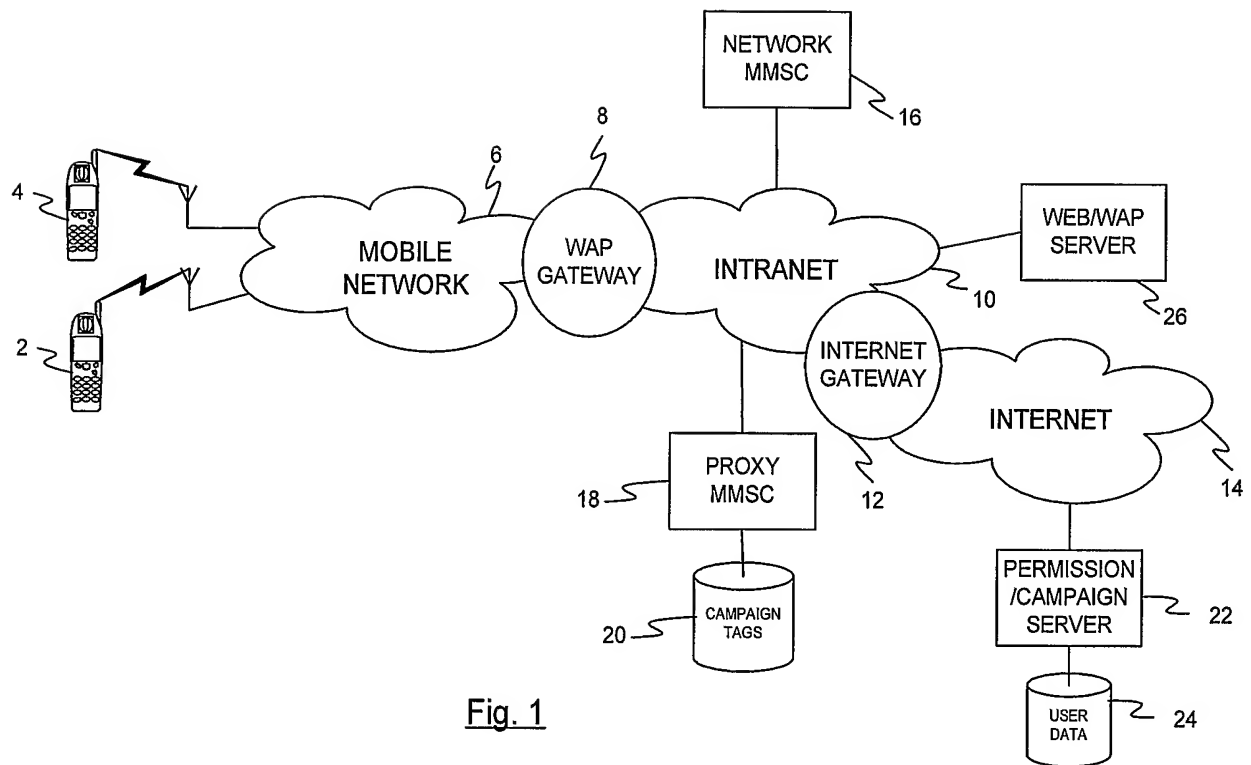 NETWORK
MMSC
16
8
6
4
MOBILE
NETWORK
WAP
GATEWAY
INTRANET
10
WEB/WAP
SERVER
26
2
INTERNET
GATEWAY
12
INTERNET
14
18
PROXY
MMSC
20
CAMPAIGN
TAGS
PERMISSION
/CAMPAIGN
SERVER
22
USER
DATA
24
Fig. 1